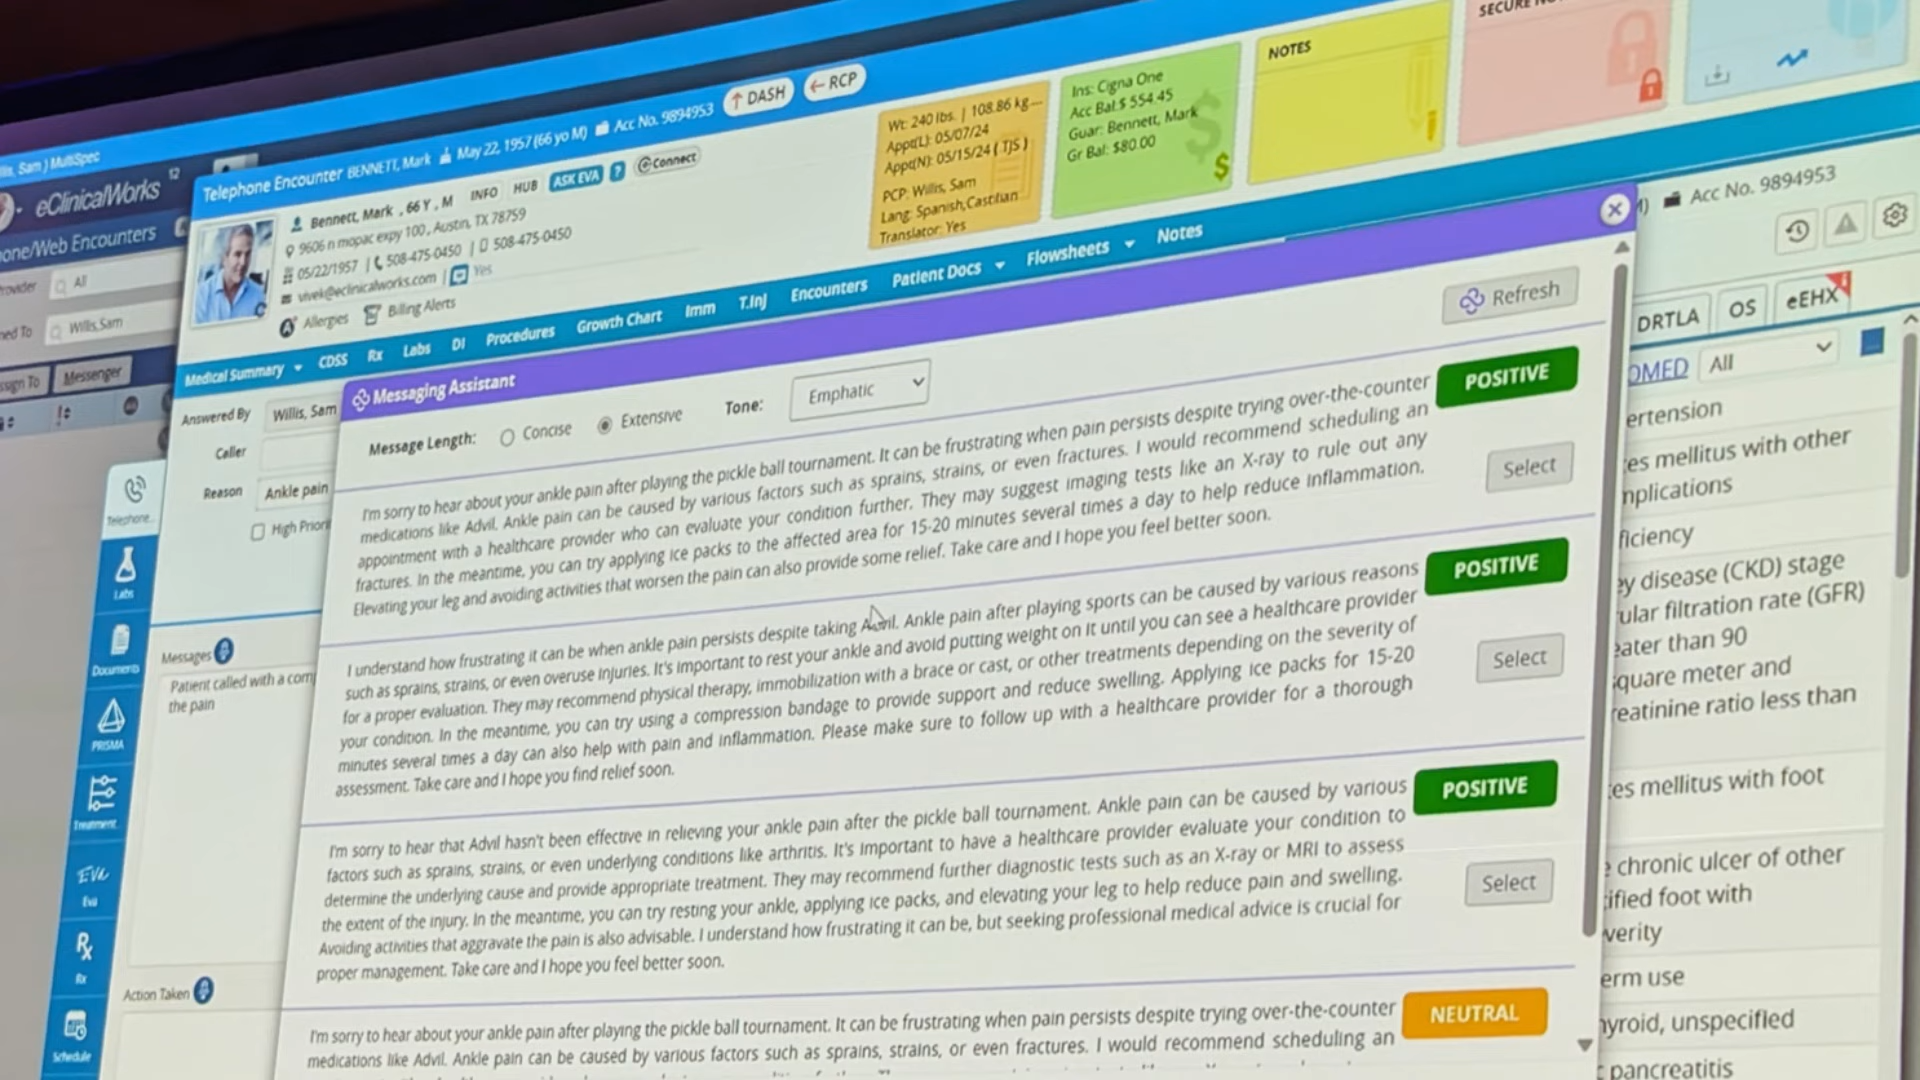 Sam ) MultiSpec
eClinicalWorks
12
one/Web Encounters
All
ned To
Willis,Sam
sign To
Messenger
Telephone Encounter BENNETT, Mark May 22, 1957 (66 yo M) Acc No. 9894953
DASH
RCP
Bennett, Mark , 66 Y , M INFO HUB ASK EVA ? Connect
9606 n mopac expy 100 , Austin, TX 78759
05/22/1957 | 508-475-0450 | 508-475-0450
vivek@eclinicalworks.com | Yes
Allergies Billing Alerts
Wt: 240 lbs. | 108.86 kg—
Appt(L): 05/07/24
Appt(N): 05/15/24 ( TJS )
PCP: Willis, Sam
Lang: Spanish,Castilian
Translator: Yes
Ins: Cigna One
Acc Bal:$ 554.45
Guar: Bennett, Mark
Gr Bal: $80.00
NOTES
SECURE
Medical Summary CDSS Rx Labs DI Procedures Growth Chart Imm T.Inj Encounters Patient Docs Flowsheets Notes
Acc No. 9894953
DRTLA
OS
eEHX
OMED
All
Answered By
Willis, Sam
Caller
Reason
Ankle pain
High Priori
Messages
Patient called with a com
the pain
Action Taken
Telephone...
Labs
Documents
PRISMA
Treatment...
Eva
Rx
Schedule
Messaging Assistant
Refresh
Message Length: Concise Extensive Tone: Emphatic
I'm sorry to hear about your ankle pain after playing the pickle ball tournament. It can be frustrating when pain persists despite trying over-the-counter
medications like Advil. Ankle pain can be caused by various factors such as sprains, strains, or even fractures. I would recommend scheduling an
appointment with a healthcare provider who can evaluate your condition further. They may suggest imaging tests like an X-ray to rule out any
fractures. In the meantime, you can try applying ice packs to the affected area for 15-20 minutes several times a day to help reduce inflammation.
Elevating your leg and avoiding activities that worsen the pain can also provide some relief. Take care and I hope you feel better soon.
POSITIVE
Select
I understand how frustrating it can be when ankle pain persists despite taking Advil. Ankle pain after playing sports can be caused by various reasons
such as sprains, strains, or even overuse injuries. It's important to rest your ankle and avoid putting weight on it until you can see a healthcare provider
for a proper evaluation. They may recommend physical therapy, immobilization with a brace or cast, or other treatments depending on the severity of
your condition. In the meantime, you can try using a compression bandage to provide support and reduce swelling. Applying ice packs for 15-20
minutes several times a day can also help with pain and inflammation. Please make sure to follow up with a healthcare provider for a thorough
assessment. Take care and I hope you find relief soon.
POSITIVE
Select
I'm sorry to hear that Advil hasn't been effective in relieving your ankle pain after the pickle ball tournament. Ankle pain can be caused by various
factors such as sprains, strains, or even underlying conditions like arthritis. It's important to have a healthcare provider evaluate your condition to
determine the underlying cause and provide appropriate treatment. They may recommend further diagnostic tests such as an X-ray or MRI to assess
the extent of the injury. In the meantime, you can try resting your ankle, applying ice packs, and elevating your leg to help reduce pain and swelling.
Avoiding activities that aggravate the pain is also advisable. I understand how frustrating it can be, but seeking professional medical advice is crucial for
proper management. Take care and I hope you feel better soon.
POSITIVE
Select
I'm sorry to hear about your ankle pain after playing the pickle ball tournament. It can be frustrating when pain persists despite trying over-the-counter
medications like Advil. Ankle pain can be caused by various factors such as sprains, strains, or even fractures. I would recommend scheduling an
NEUTRAL
ertension
es mellitus with other
mplications
ficiency
ey disease (CKD) stage
ular filtration rate (GFR)
eater than 90
square meter and
reatinine ratio less than
es mellitus with foot
chronic ulcer of other
ified foot with
verity
erm use
hyroid, unspecified
pancreatitis